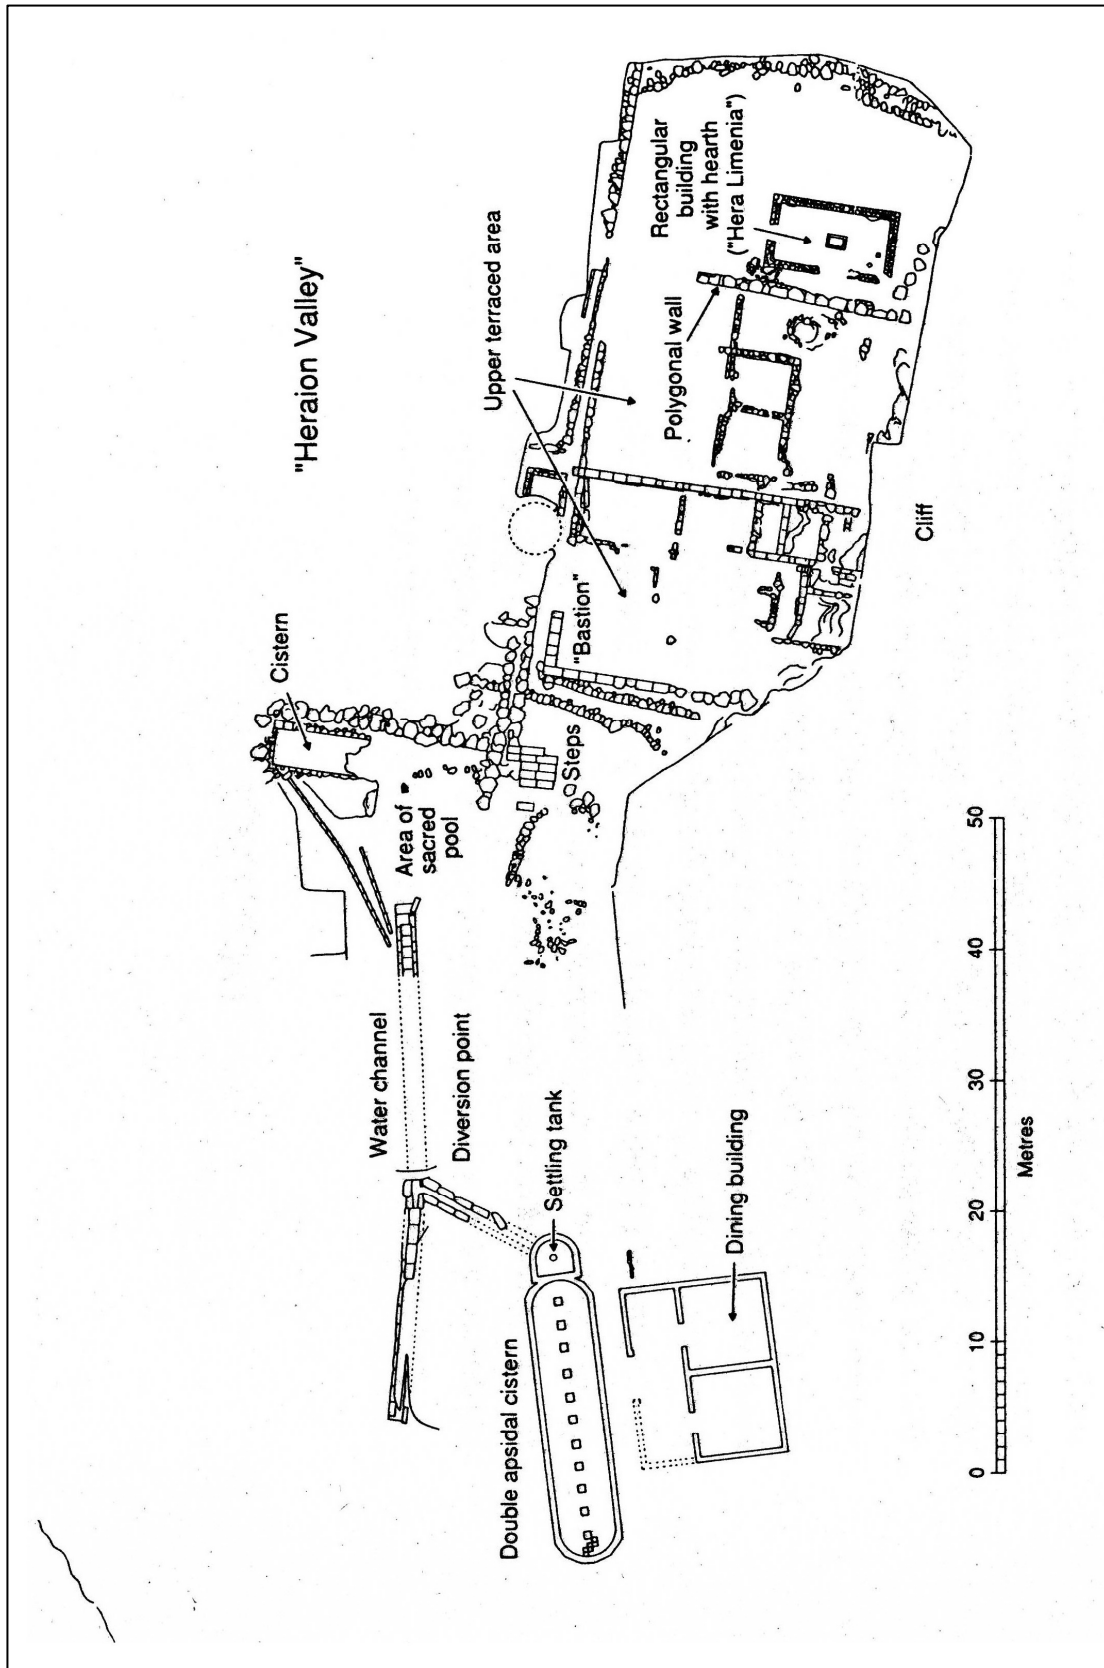 "Heraion Valley"
Cistern
Upper terraced area
Rectangular
building
with hearth
("Hera Limenia")
Polygonal wall
"Bastion"
Steps
Area of
sacred
pool
Cliff
Water channel
Diversion point
Settling tank
Double apsidal cistern
Dining building
0
10
20
30
40
50
Metres